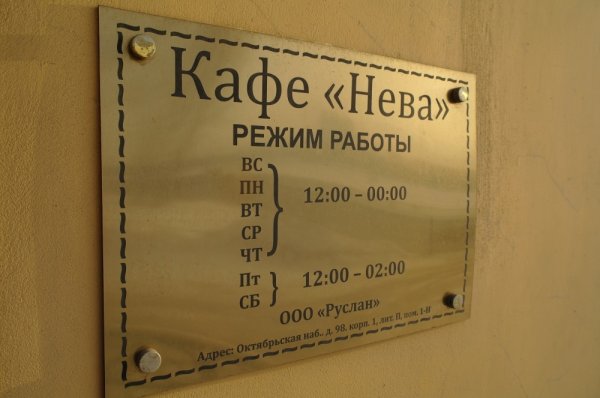 Кафе «Нева»
РЕЖИМ РАБОТЫ
ВС
ПН
ВТ
СР
ЧТ
12:00 – 00:00
Пт
СБ
12:00 – 02:00
ООО «Руслан»
Адрес: Октябрьская наб., д. 98, корп. 1, лит. П, пом. 1-Н